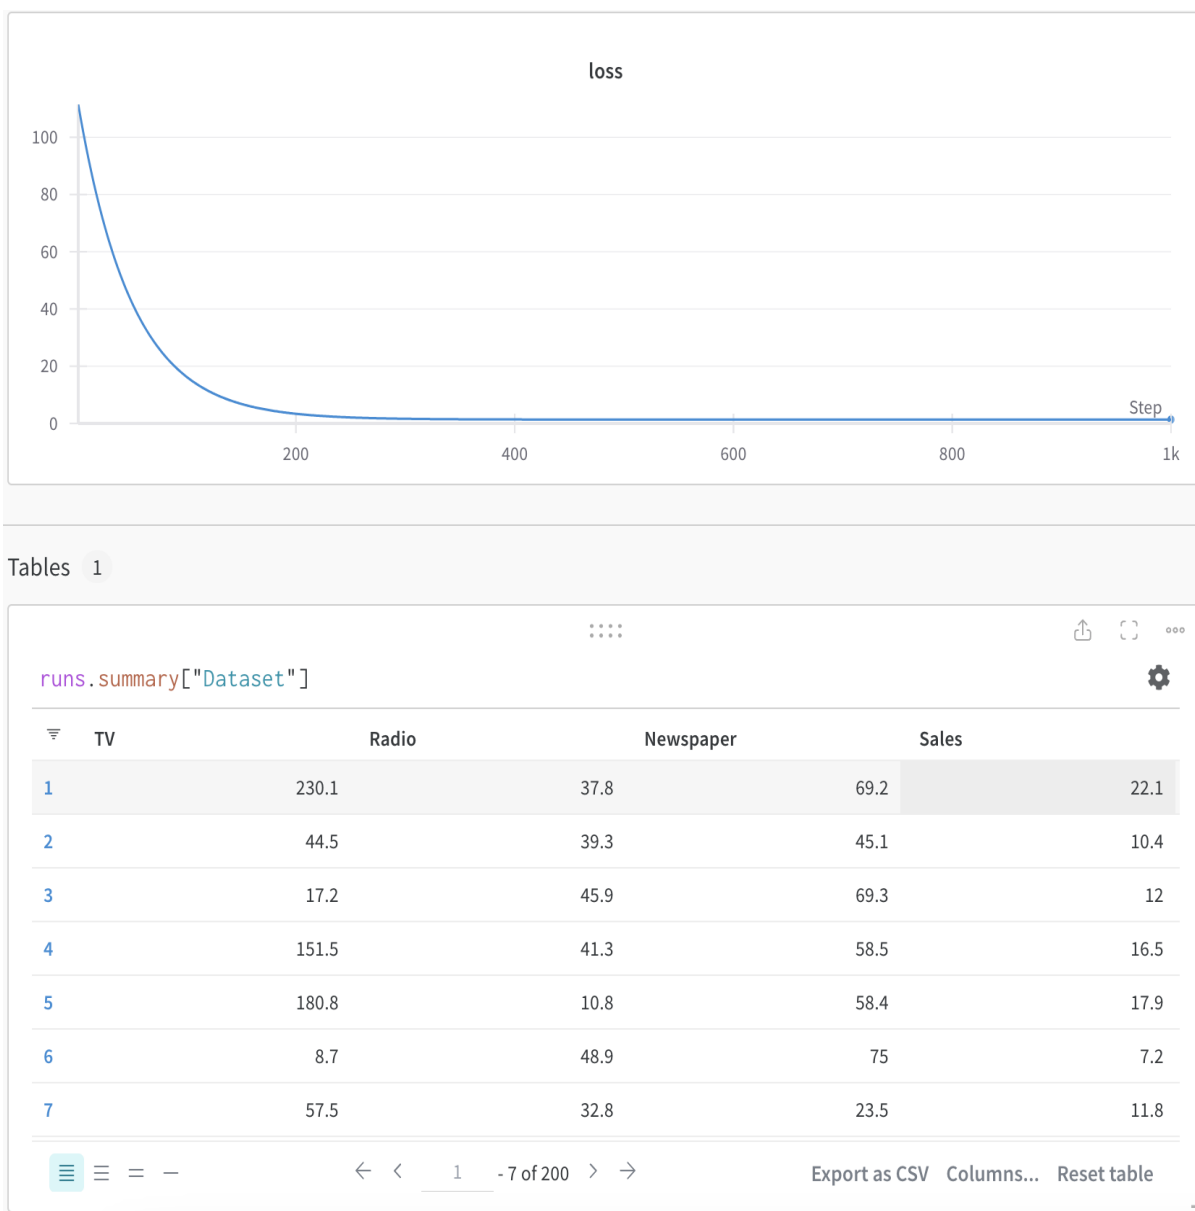 loss
100
80
60
40
20
0
Step
200 400 600 800 1k
Tables 1
runs.summary["Dataset"]
TV Radio Newspaper Sales
1 230.1 37.8 69.2 22.1
2 44.5 39.3 45.1 10.4
3 17.2 45.9 69.3 12
4 151.5 41.3 58.5 16.5
5 180.8 10.8 58.4 17.9
6 8.7 48.9 75 7.2
7 57.5 32.8 23.5 11.8
1 - 7 of 200 Export as CSV Columns... Reset table